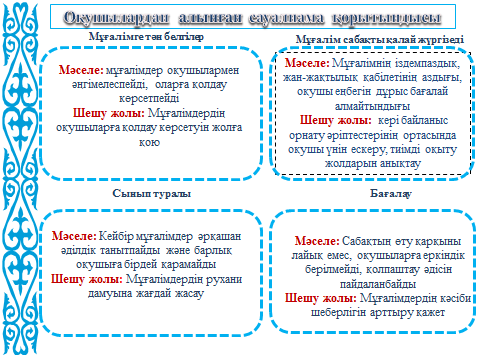 Оқушылардан алынған сауалнама қорытындысы
Мұғалімге тән белгілер
Мәселе: мұғалімдер оқушылармен
әңгімелеспейді, оларға қолдау
көрсетпейді
Шешу жолы: Мұғалімдердің
оқушыларға қолдау көрсетуін жолға
қою
Мұғалім сабақты қалай жүргізеді
Мәселе: Мұғалімнің ізденпаздық,
жан-жақтылық қабілетінің аздығы,
оқушы еңбегін дұрыс бағалай
алмайтындығы
Шешу жолы: кері байланыс
орнату әріптестерінің ортасында
оқушы үнін ескеру, тиімді оқыту
жолдарын анықтау
Сынып туралы
Мәселе: Кейбір мұғалімдер әрқашан
әділдік танытпайды және барлық
оқушыға бірдей қарамайды
Шешу жолы: Мұғалімдердің рухани
дамуына жағдай жасау
Бағалау
Мәселе: Сабақтың өту қарқыны
лайық емес, оқушыларға еркіндік
берілмейді, қолпаштау әдісін
пайдаланбайды
Шешу жолы: Мұғалімдердің кәсіби
шеберлігін арттыру қажет